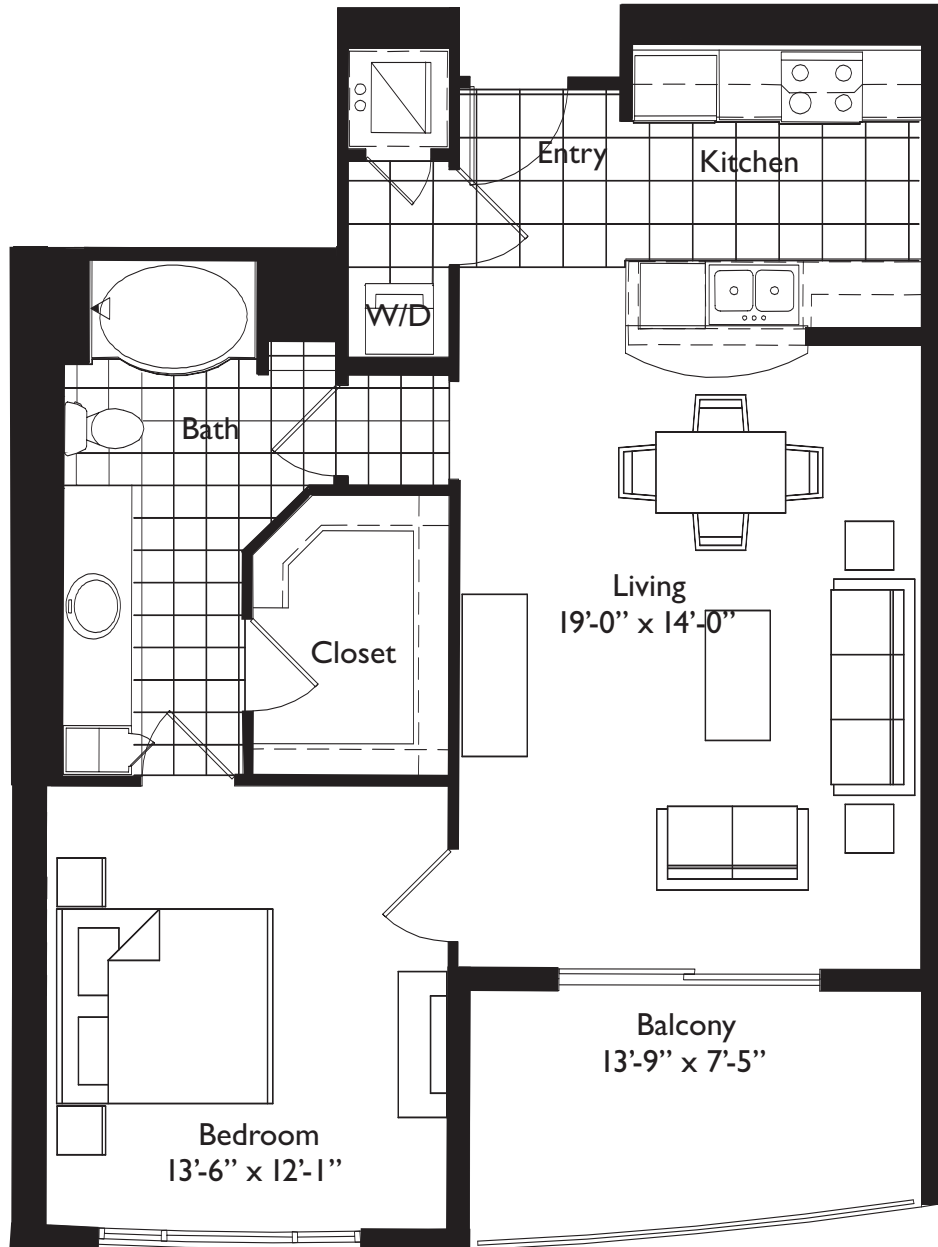 Entry
Kitchen
W/D
Bath
Living
19’-0” x 14’-0”
Closet
Balcony
13’-9” x 7’-5”
Bedroom
13’-6” x 12’-1”